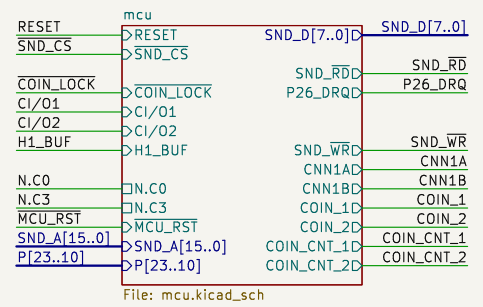 mcu
RESET RESET SND_D[7..0] SND_D[7..0]
SND_CS SND_CS
SND_RD SND_RD
COIN_LOCK COIN_LOCK P26_DRQ P26_DRQ
CI/O1 CI/O1
CI/O2 CI/O2
H1_BUF H1_BUF SND_WR SND_WR
CNN1A CNN1A
N.C0 N.C0 CNN1B CNN1B
N.C3 N.C3 COIN_1 COIN_1
MCU_RST MCU_RST COIN_2 COIN_2
SND_A[15..0] SND_A[15..0] COIN_CNT_1 COIN_CNT_1
P[23..10] P[23..10] COIN_CNT_2 COIN_CNT_2
File: mcu.kicad_sch